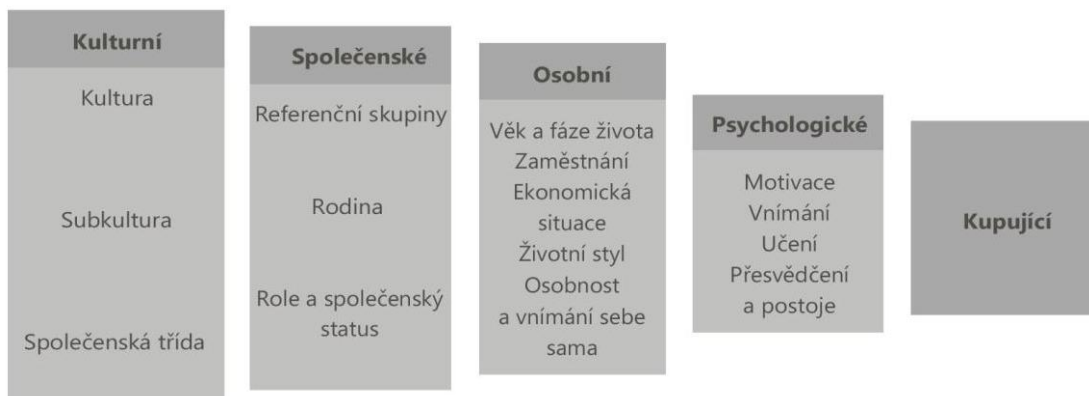 Kulturní
Kultura
Subkultura
Společenská třída
Společenské
Referenční skupiny
Rodina
Role a společenský
status
Osobní
Věk a fáze života
Zaměstnání
Ekonomická
situace
Životní styl
Osobnost
a vnímání sebe
sama
Psychologické
Motivace
Vnímání
Učení
Přesvědčení
a postoje
Kupující